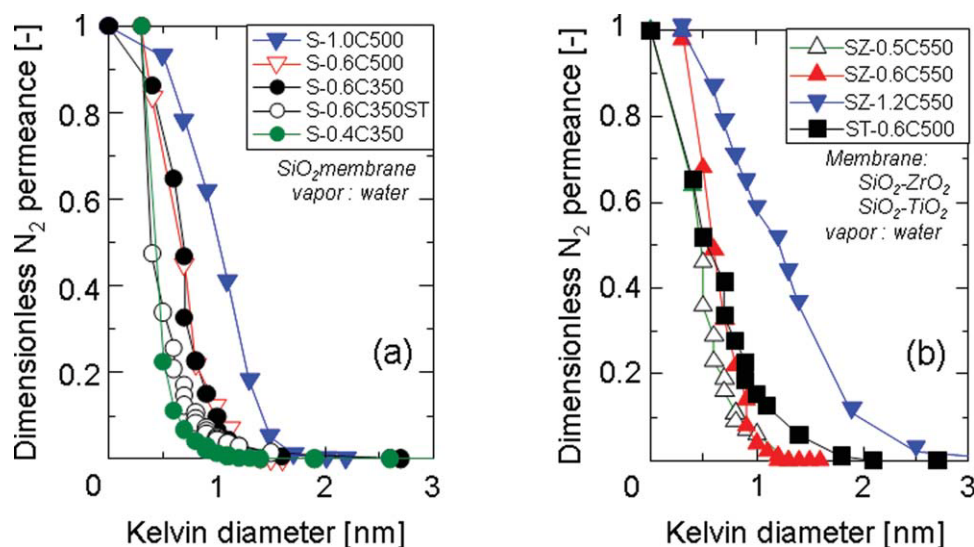 Dimensionless N₂ permeance [-]
1
0.8
0.6
0.4
0.2
0
1
2
3
Kelvin diameter [nm]
S-1.0C500
S-0.6C500
S-0.6C350
S-0.6C350ST
S-0.4C350
SiO₂membrane
vapor : water
(a)
Dimensionless N₂ permeance [-]
1
0.8
0.6
0.4
0.2
0
1
2
3
Kelvin diameter [nm]
SZ-0.5C550
SZ-0.6C550
SZ-1.2C550
ST-0.6C500
Membrane:
SiO₂-ZrO₂
SiO₂-TiO₂
vapor : water
(b)